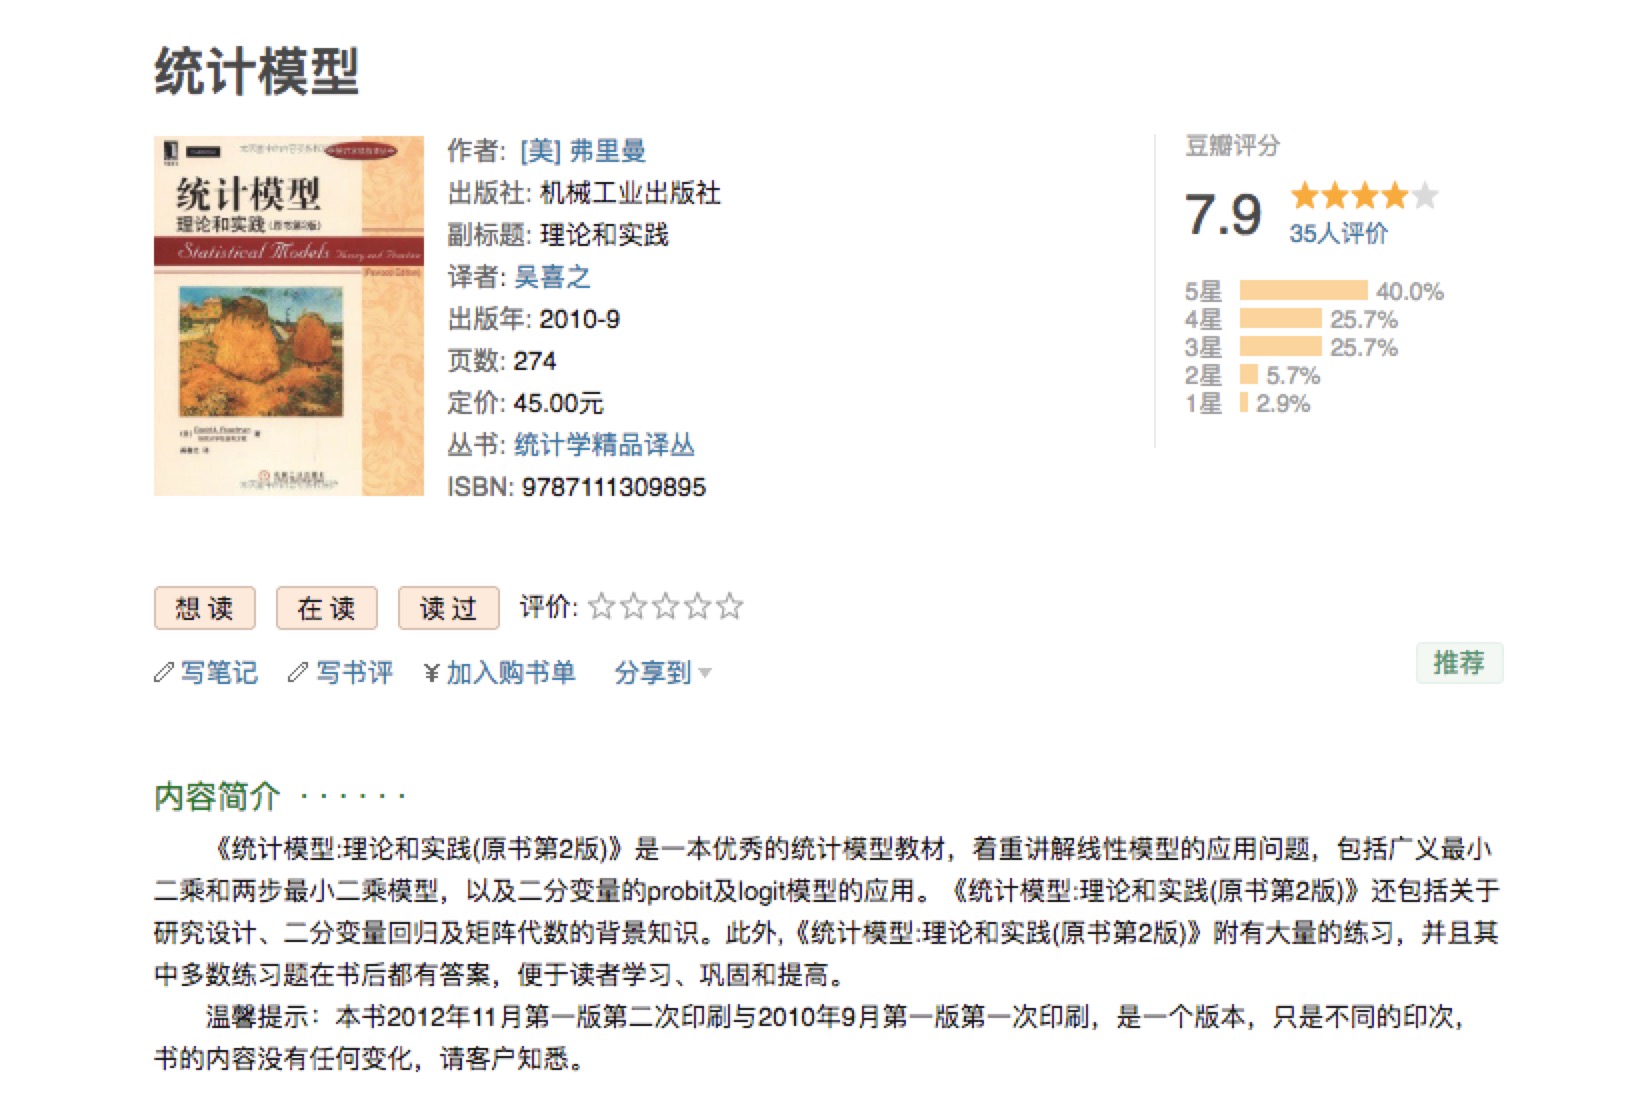 统计模型
统计模型
理论和实践(原书第2版)
Statistical Models Theory and Practice
(Revised Edition)
作者: [美] 弗里曼
出版社: 机械工业出版社
副标题: 理论和实践
译者: 吴喜之
出版年: 2010-9
页数: 274
定价: 45.00元
丛书: 统计学精品译丛
ISBN: 9787111309895
豆瓣评分
7.9
35人评价
5星 40.0%
4星 25.7%
3星 25.7%
2星 5.7%
1星 2.9%
想读 在读 读过 评价:
写笔记 写书评 ¥加入购书单 分享到
推荐
内容简介 · · · · · ·
《统计模型:理论和实践(原书第2版)》是一本优秀的统计模型教材，着重讲解线性模型的应用问题，包括广义最小
二乘和两步最小二乘模型，以及二分变量的probit及logit模型的应用。《统计模型:理论和实践(原书第2版)》还包括关于
研究设计、二分变量回归及矩阵代数的背景知识。此外,《统计模型:理论和实践(原书第2版)》附有大量的练习，并且其
中多数练习题在书后都有答案，便于读者学习、巩固和提高。
温馨提示：本书2012年11月第一版第二次印刷与2010年9月第一版第一次印刷，是一个版本，只是不同的印次，
书的内容没有任何变化，请客户知悉。